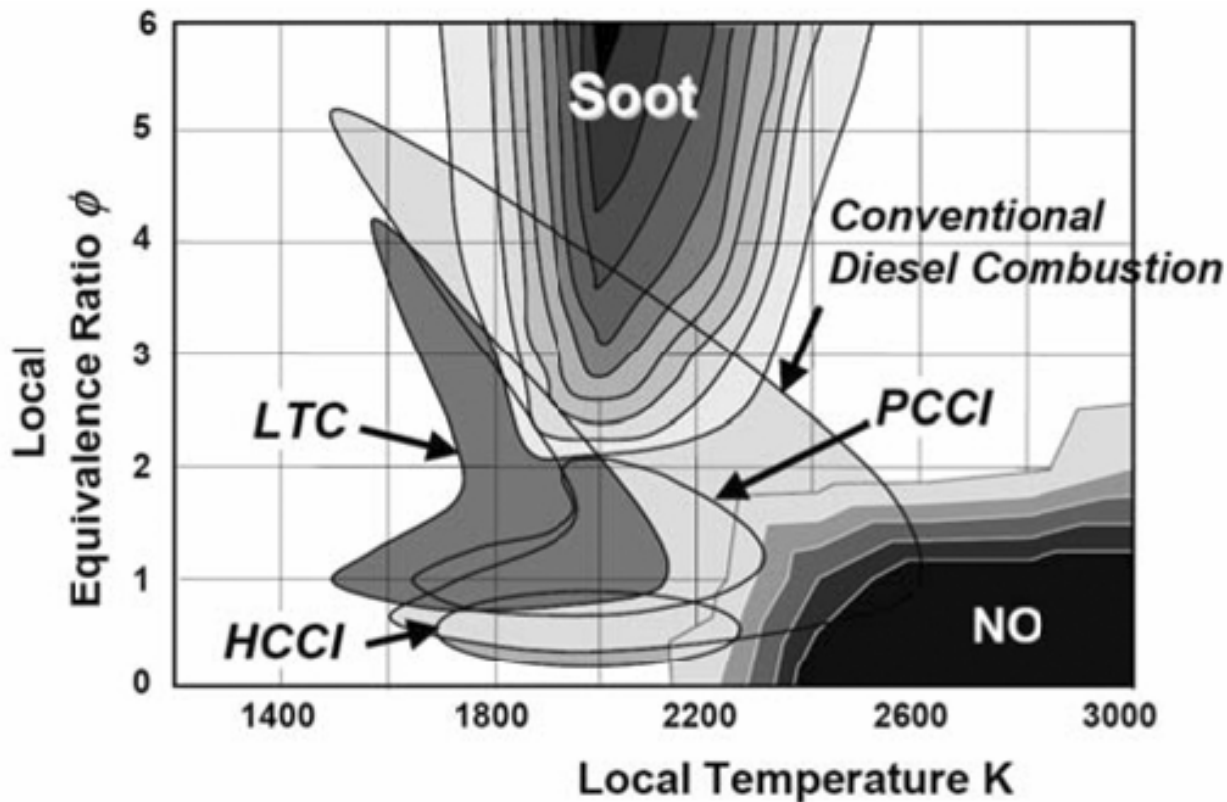 6
5
4
3
2
1
0
Local
Equivalence Ratio ϕ
Soot
Conventional
Diesel Combustion
LTC
PCCI
HCCI
NO
1400 1800 2200 2600 3000
Local Temperature K